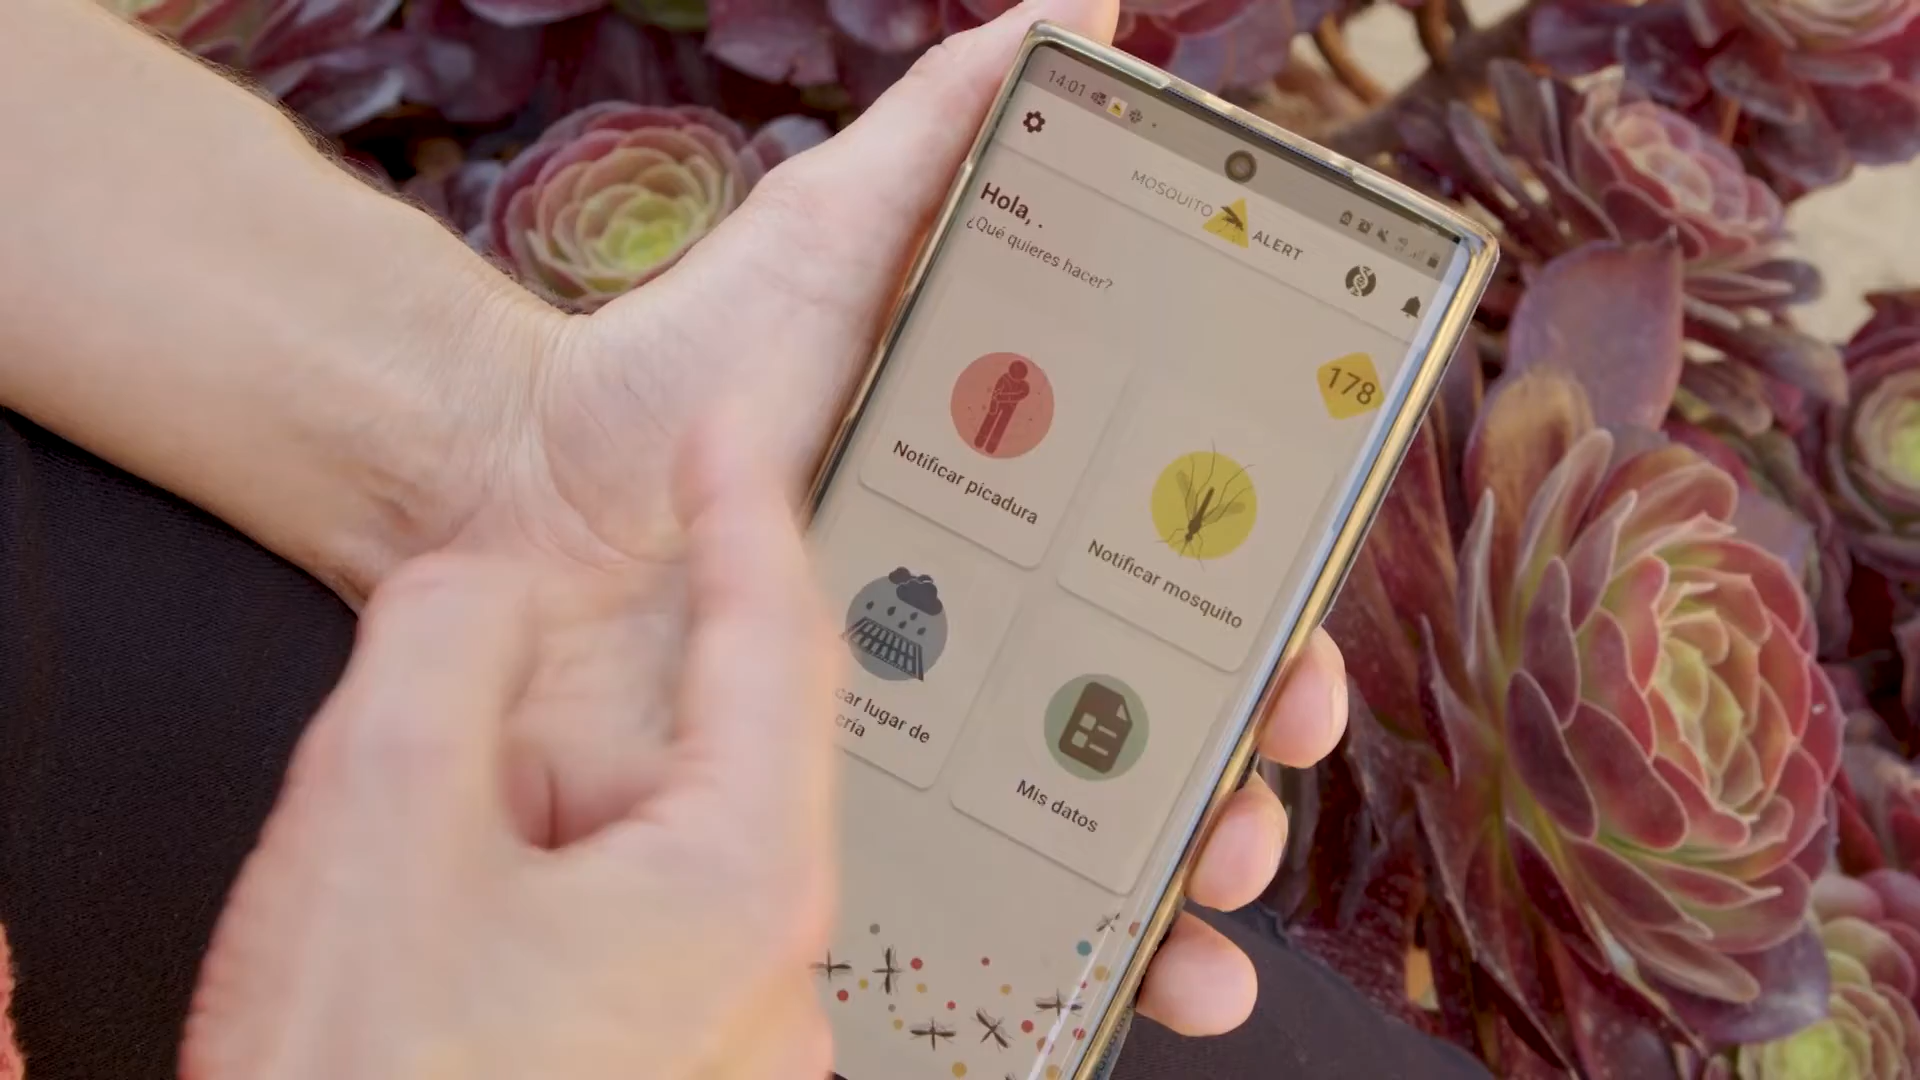 14.01
MOSQUITO ALERT
Hola, .
¿Qué quieres hacer?
178
Notificar picadura
Notificar mosquito
car lugar de
cría
Mis datos